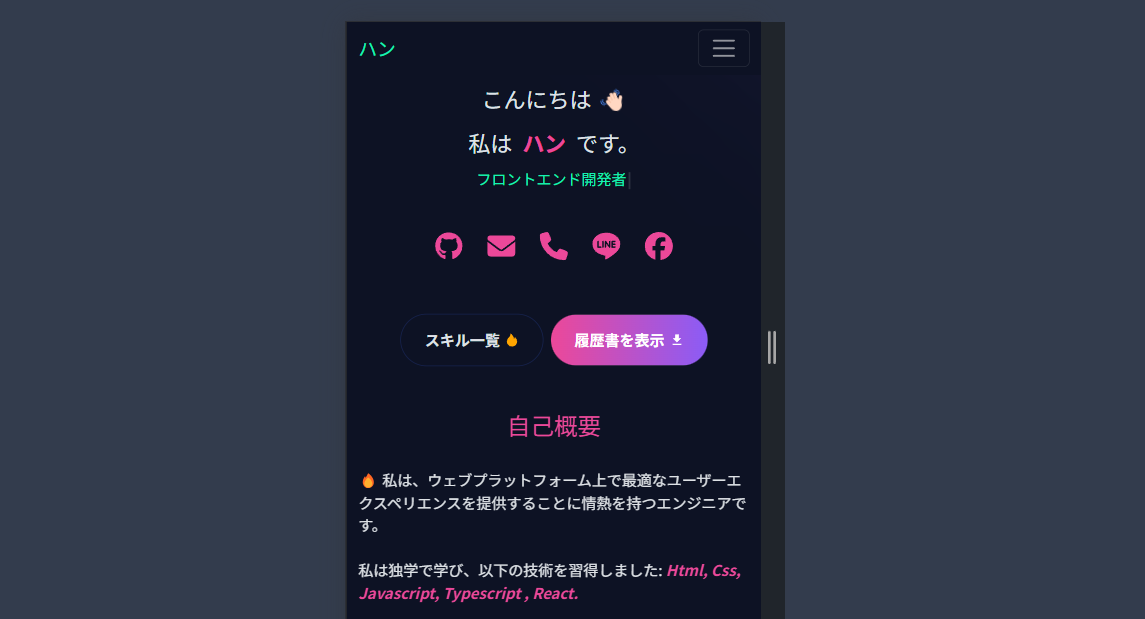 ハン
こんにちは 👋🏻
私は ハン です。
フロントエンド開発者
LINE
スキル一覧 🔥
履歴書を表示
自己概要
🔥 私は、ウェブプラットフォーム上で最適なユーザーエ
クスペリエンスを提供することに情熱を持つエンジニアで
す。
私は独学で学び、以下の技術を習得しました: Html, Css,
Javascript, Typescript , React.